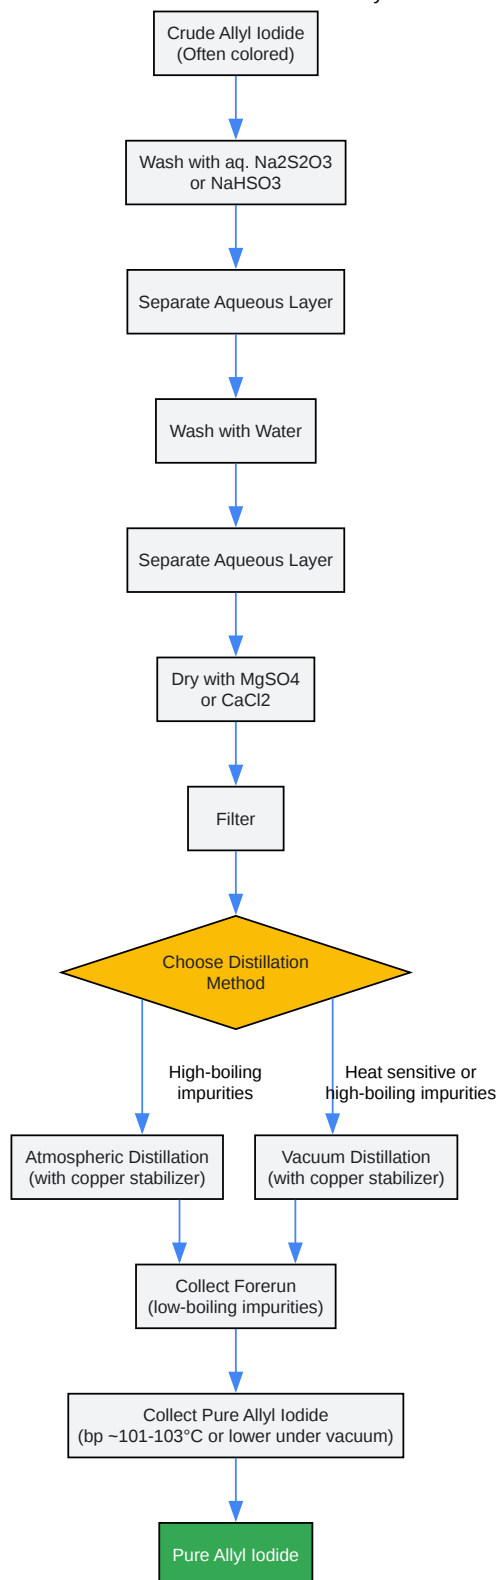 Crude Allyl Iodide
(Often colored)
Wash with aq. Na2S2O3
or NaHSO3
Separate Aqueous Layer
Wash with Water
Separate Aqueous Layer
Dry with MgSO4
or CaCl2
Filter
Choose Distillation
Method
High-boiling
impurities
Heat sensitive or
high-boiling impurities
Atmospheric Distillation
(with copper stabilizer)
Vacuum Distillation
(with copper stabilizer)
Collect Forerun
(low-boiling impurities)
Collect Pure Allyl Iodide
(bp ~101-103°C or lower under vacuum)
Pure Allyl Iodide